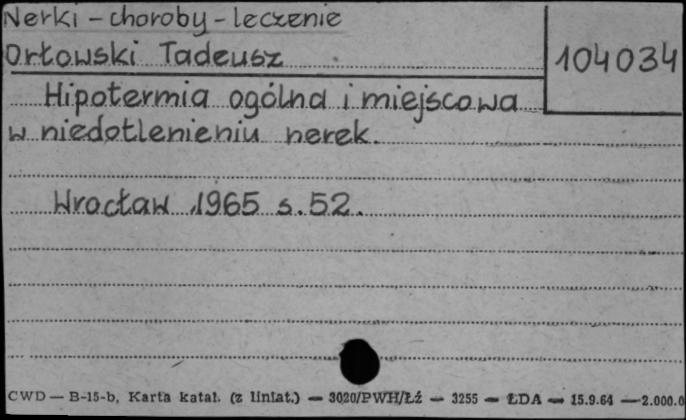 Nerki - choroby - leczenie
Orłowski Tadeusz
104034
Hipotermia ogólna i miejscowa
w niedotlenieniu nerek.
Wrocław 1965 s. 52.
CWD — B-15-b, Karta katal. (z liniat.) — 3020/PWH/Łź — 3255 — ŁDA — 15.9.64 — 2.000.0